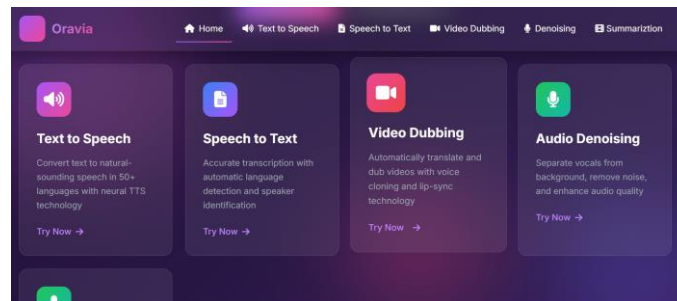 Oravia
Home
Text to Speech
Speech to Text
Video Dubbing
Denoising
Summariztion
Text to Speech
Convert text to natural-
sounding speech in 50+
languages with neural TTS
technology
Try Now →
Speech to Text
Accurate transcription with
automatic language
detection and speaker
identification
Try Now →
Video Dubbing
Automatically translate and
dub videos with voice
cloning and lip-sync
technology
Try Now →
Audio Denoising
Separate vocals from
background, remove noise,
and enhance audio quality
Try Now →